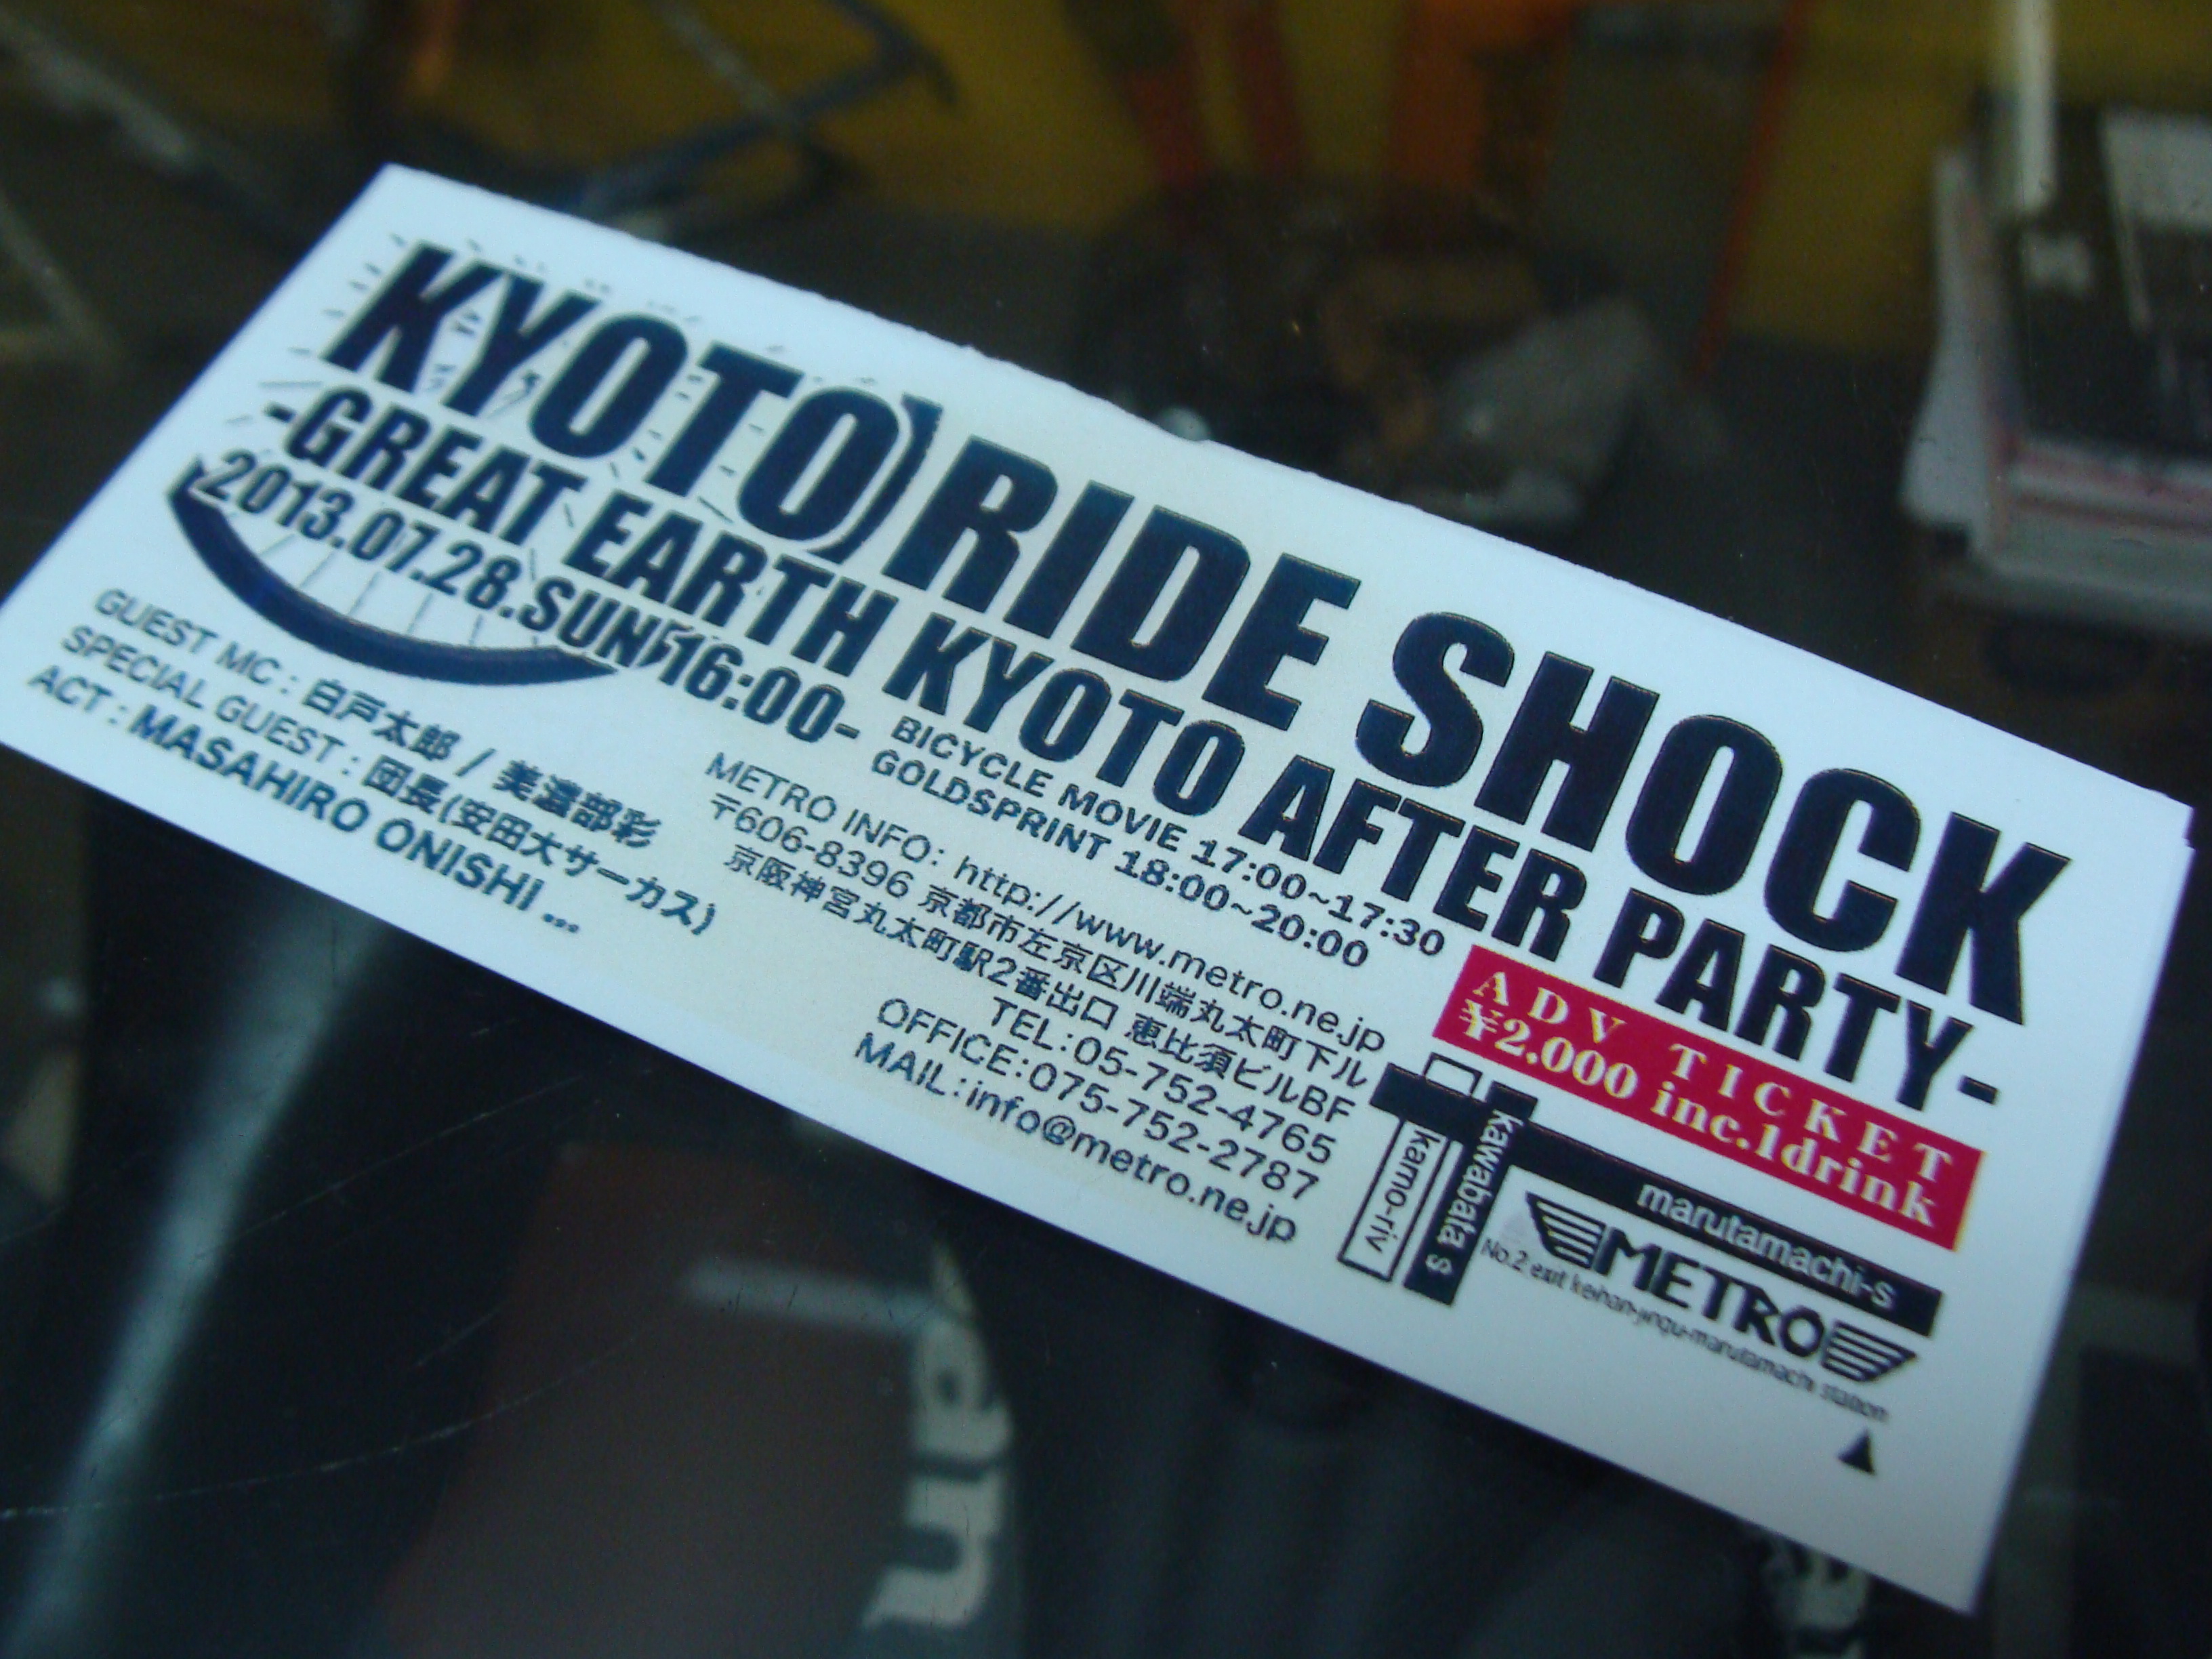 KYOTO RIDE SHOCK
-GREAT EARTH KYOTO AFTER PARTY-
2013.07.28.SUN 16:00-
BICYCLE MOVIE 17:00~17:30
GOLDSPRINT 18:00~20:00
ADV TICKET
¥2.000 inc.1drink
GUEST MC : 白戸太郎 / 美濃部彩
SPECIAL GUEST : 団長(安田大サーカス)
ACT : MASAHIRO ONISHI ...
METRO INFO: http://www.metro.ne.jp
〒606-8396 京都市左京区川端丸太町下ル
京阪神宮丸太町駅2番出口 恵比須ビルBF
TEL:05-752-4765
OFFICE:075-752-2787
MAIL:info@metro.ne.jp
kamo-riv
kawabata s
marutamachi-s
METRO
No.2 exit keihan-jingu-marutamachi station